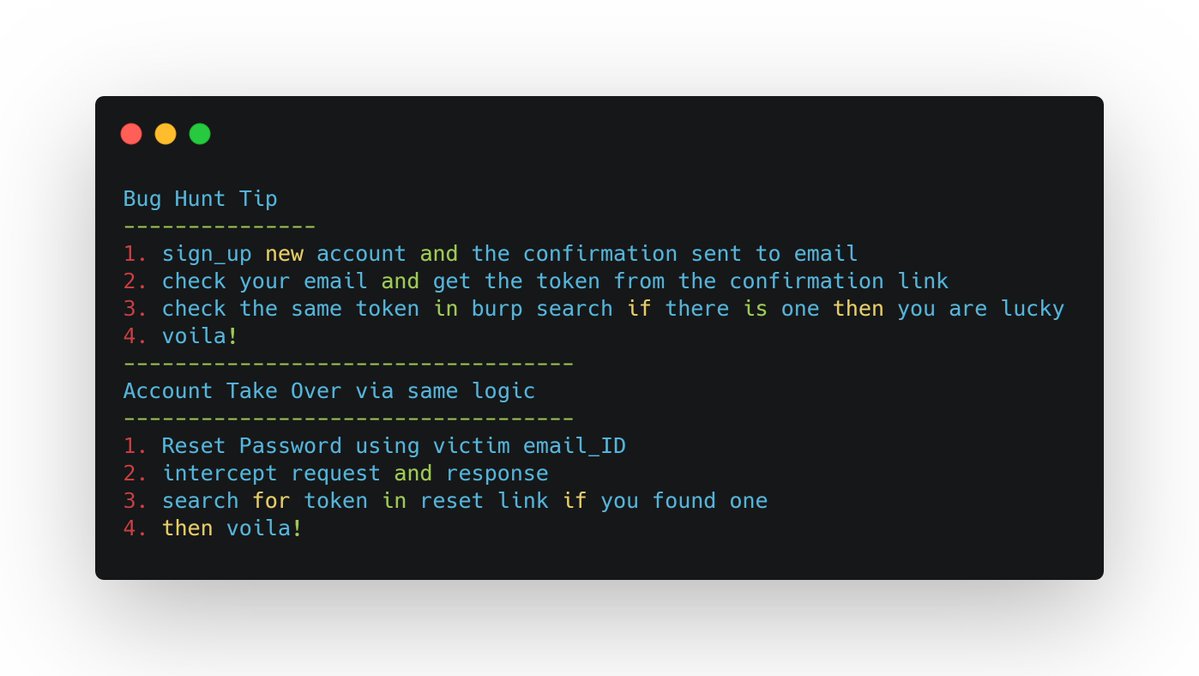 Bug Hunt Tip
---------------
1. sign_up new account and the confirmation sent to email
2. check your email and get the token from the confirmation link
3. check the same token in burp search if there is one then you are lucky
4. voila!
-----------------------------------
Account Take Over via same logic
-----------------------------------
1. Reset Password using victim email_ID
2. intercept request and response
3. search for token in reset link if you found one
4. then voila!